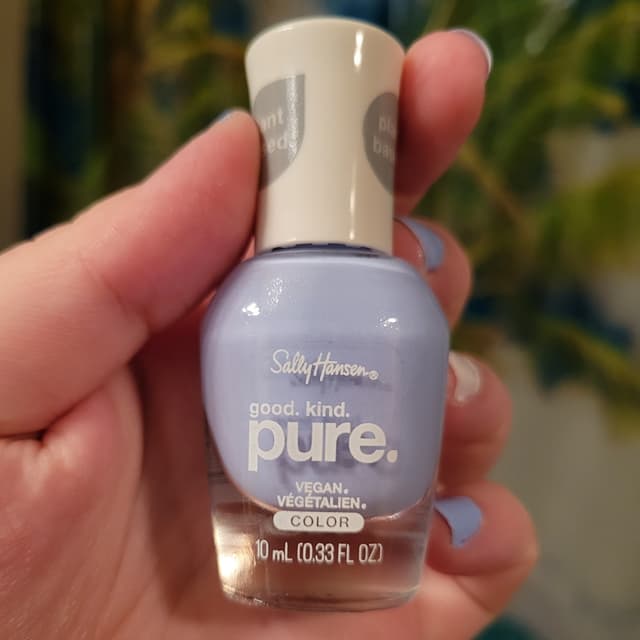 Sally Hansen®
good. kind.
pure.
VEGAN.
VÉGÉTALIEN.
COLOR
10 mL (0.33 FL OZ)